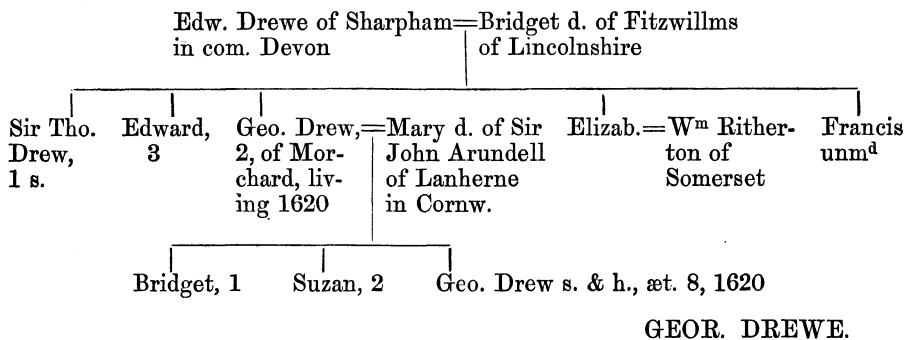 Edw. Drewe of Sharpham=Bridget d. of Fitzwillms
in com. Devon of Lincolnshire
Sir Tho. Edward, Geo. Drew,=Mary d. of Sir Elizab.=Wᵐ Rither- Francis
Drew, 3 2, of Mor- John Arundell ton of unmᵈ
1 s. chard, liv- of Lanherne Somerset
ing 1620 in Cornw.
Bridget, 1 Suzan, 2 Geo. Drew s. & h., æt. 8, 1620
GEOR. DREWE.